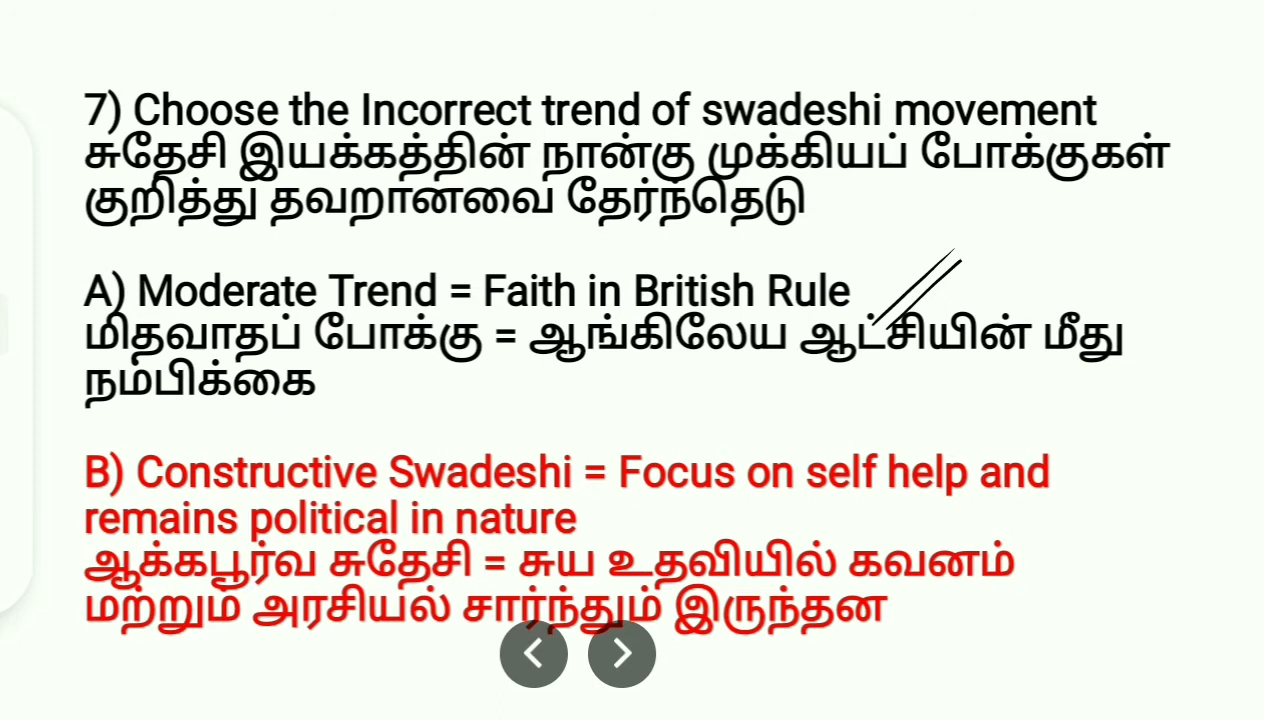 7) Choose the Incorrect trend of swadeshi movement
சுதேசி இயக்கத்தின் நான்கு முக்கியப் போக்குகள்
குறித்து தவறானவை தேர்ந்தெடு
A) Moderate Trend = Faith in British Rule
மிதவாதப் போக்கு = ஆங்கிலேய ஆட்சியின் மீது
நம்பிக்கை
B) Constructive Swadeshi = Focus on self help and
remains political in nature
ஆக்கபூர்வ சுதேசி = சுய உதவியில் கவனம்
மற்றும் அரசியல் சார்ந்தும் இருந்தன